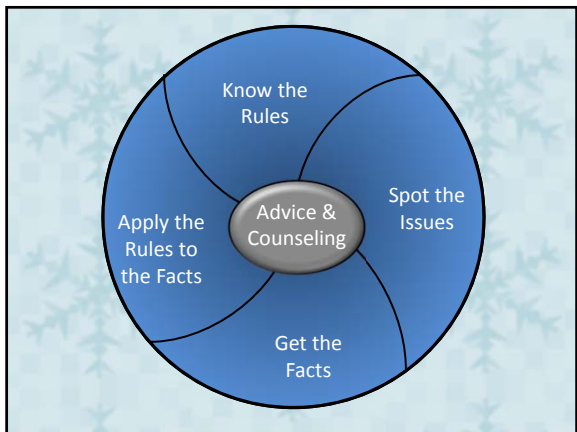 Know the
Rules
Spot the
Issues
Advice &
Counseling
Apply the
Rules to
the Facts
Get the
Facts